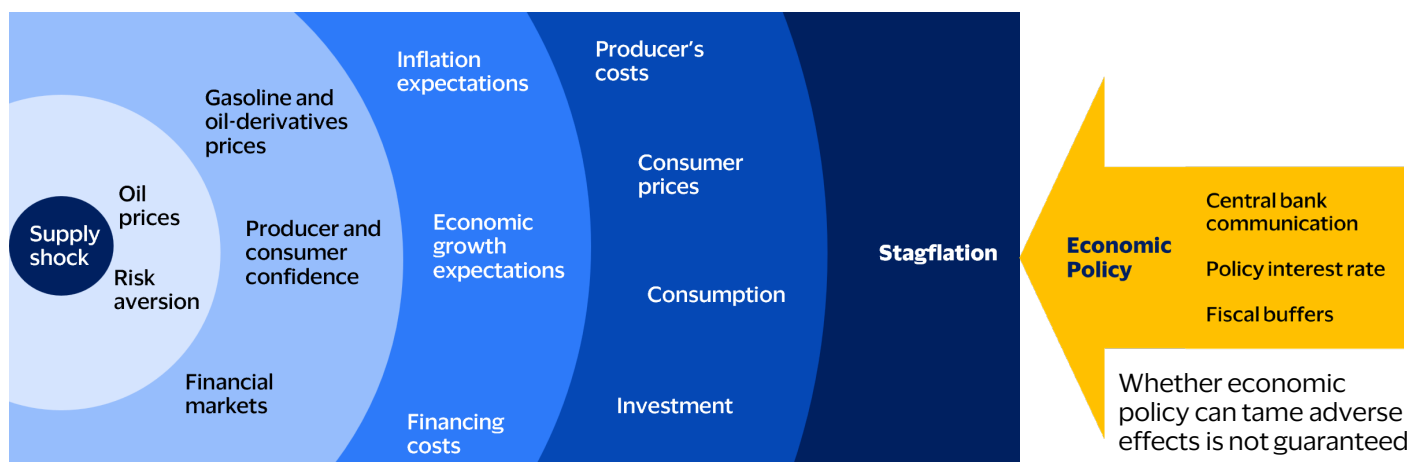 Supply
shock
Oil
prices
Risk
aversion
Gasoline and
oil-derivatives
prices
Producer and
consumer
confidence
Financial
markets
Inflation
expectations
Economic
growth
expectations
Financing
costs
Producer's
costs
Consumer
prices
Consumption
Investment
Stagflation
Economic
Policy
Central bank
communication
Policy interest rate
Fiscal buffers
Whether economic
policy can tame adverse
effects is not guaranteed